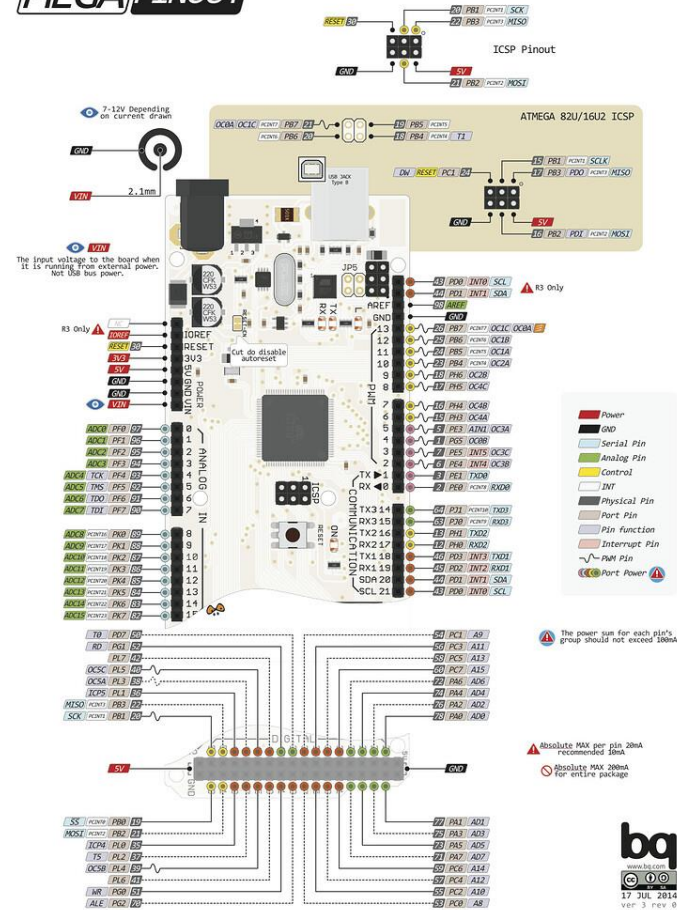 MEGA PINOUT
20 PB1 PCINT1 SCK
RESET 30 22 PB3 PCINT3 MISO
ICSP Pinout
GND 5V
21 PB2 PCINT2 MOSI
7-12V Depending
on current drawn
GND
VIN 2.1mm
ATMEGA 82U/16U2 ICSP
OC0A OC1C PCINT7 PB7 21 19 PB5 PCINT5
PCINT6 PB6 20 18 PB4 PCINT4 T1
15 PB1 PCINT1 SCLK
DW RESET PC1 24 17 PB3 PDO PCINT3 MISO
GND 5V
16 PB2 PDI PCINT2 MOSI
USB JACK
Type B
VIN
The input voltage to the board when
it is running from external power.
Not USB bus power.
1 2 3
220
CFK
WS3
220
CFK
WS3
JP5
RX
TX
L
RESET-EN
Cut do disable
autoreset
R3 Only
NC
IOREF IOREF
RESET 30 RESET
3V3 3V3
5V 5V
GND GND
GND
VIN VIN
POWER
43 PD0 INT0 SCL
44 PD1 INT1 SDA
R3 Only
AREF 98 AREF
GND GND
13 26 PB7 PCINT7 OC1C OC0A
12 25 PB6 PCINT6 OC1B
11 24 PB5 PCINT5 OC1A
10 23 PB4 PCINT4 OC2A
9 18 PH6 OC2B
8 17 PH5 OC4C
PWM
7 16 PH4 OC4B
6 15 PH3 OC4A
5 5 PE3 AIN1 OC3A
4 1 PG5 OC0B
3 7 PE5 INT5 OC3C
2 6 PE4 INT4 OC3B
TX 1 3 PE1 TXD0
RX 0 2 PE0 PCINT8 RXD0
COMMUNICATION
TX3 14 64 PJ1 PCINT10 TXD3
RX3 15 63 PJ0 PCINT9 RXD3
TX2 16 13 PH1 TXD2
RX2 17 12 PH0 RXD2
TX1 18 46 PD3 INT3 TXD1
RX1 19 45 PD2 INT2 RXD1
SDA 20 44 PD1 INT1 SDA
SCL 21 43 PD0 INT0 SCL
ADC0 PF0 97 0
ADC1 PF1 96 1
ADC2 PF2 95 2
ADC3 PF3 94 3
ADC4 TCK PF4 93 4
ADC5 TMS PF5 92 5
ADC6 TDO PF6 91 6
ADC7 TDI PF7 90 7
ANALOG IN
ADC8 PCINT16 PK0 89 8
ADC9 PCINT17 PK1 88 9
ADC10 PCINT18 PK2 87 10
ADC11 PCINT19 PK3 86 11
ADC12 PCINT20 PK4 85 12
ADC13 PCINT21 PK5 84 13
ADC14 PCINT22 PK6 83 14
ADC15 PCINT23 PK7 82
ICSP
RESET
ON
Power
GND
Serial Pin
Analog Pin
Control
INT
Physical Pin
Port Pin
Pin function
Interrupt Pin
PWM Pin
Port Power
The power sum for each pin's
group should not exceed 100mA
T0 PD7 50 54 PC1 A9
RD PG1 52 56 PC3 A11
PL7 42 58 PC5 A13
OC5C PL5 40 60 PC7 A15
OC5A PL3 38 72 PA6 AD6
ICP5 PL1 36 74 PA4 AD4
MISO PCINT3 PB3 22 76 PA2 AD2
SCK PCINT1 PB1 20 78 PA0 AD0
DIGITAL
5V GND
GND
Absolute MAX per pin 20mA
recommended 10mA
Absolute MAX 200mA
for entire package
SS PCINT0 PB0 19 77 PA1 AD1
MOSI PCINT2 PB2 21 75 PA3 AD3
ICP4 PL0 35 73 PA5 AD5
T5 PL2 37 71 PA7 AD7
OC5B PL4 39 59 PC6 A14
PL6 41 57 PC4 A12
WR PG0 51 55 PC2 A10
ALE PG2 70 53 PC0 A8
bq
www.bq.com
CC BY SA
17 JUL 2014
ver 3 rev 0